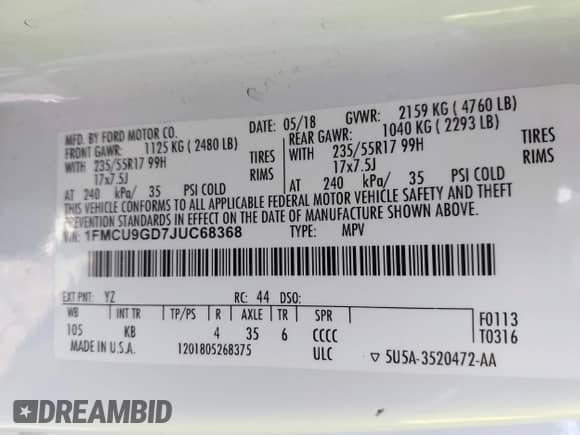 MFD. BY FORD MOTOR CO.
DATE: 05/18 GVWR: 2159 KG ( 4760 LB)
FRONT GAWR: 1125 KG ( 2480 LB)
REAR GAWR: 1040 KG ( 2293 LB)
WITH 235/55R17 99H TIRES
17x7.5J RIMS
AT 240 kPa/ 35 PSI COLD
WITH 235/55R17 99H TIRES
17x7.5J RIMS
AT 240 kPa/ 35 PSI COLD
THIS VEHICLE CONFORMS TO ALL APPLICABLE FEDERAL MOTOR VEHICLE SAFETY AND THEFT
PREVENTION STANDARDS IN EFFECT ON THE DATE OF MANUFACTURE SHOWN ABOVE.
VIN: 1FMCU9GD7JUC68368 TYPE: MPV
EXT PNT: YZ RC: 44 DSO:
WB INT TR TP/PS R AXLE TR SPR
105 KB 4 35 6 CCCC
F0113
T0316
MADE IN U.S.A. 1201805268375 ULC
5U5A-3520472-AA
DREAMBID